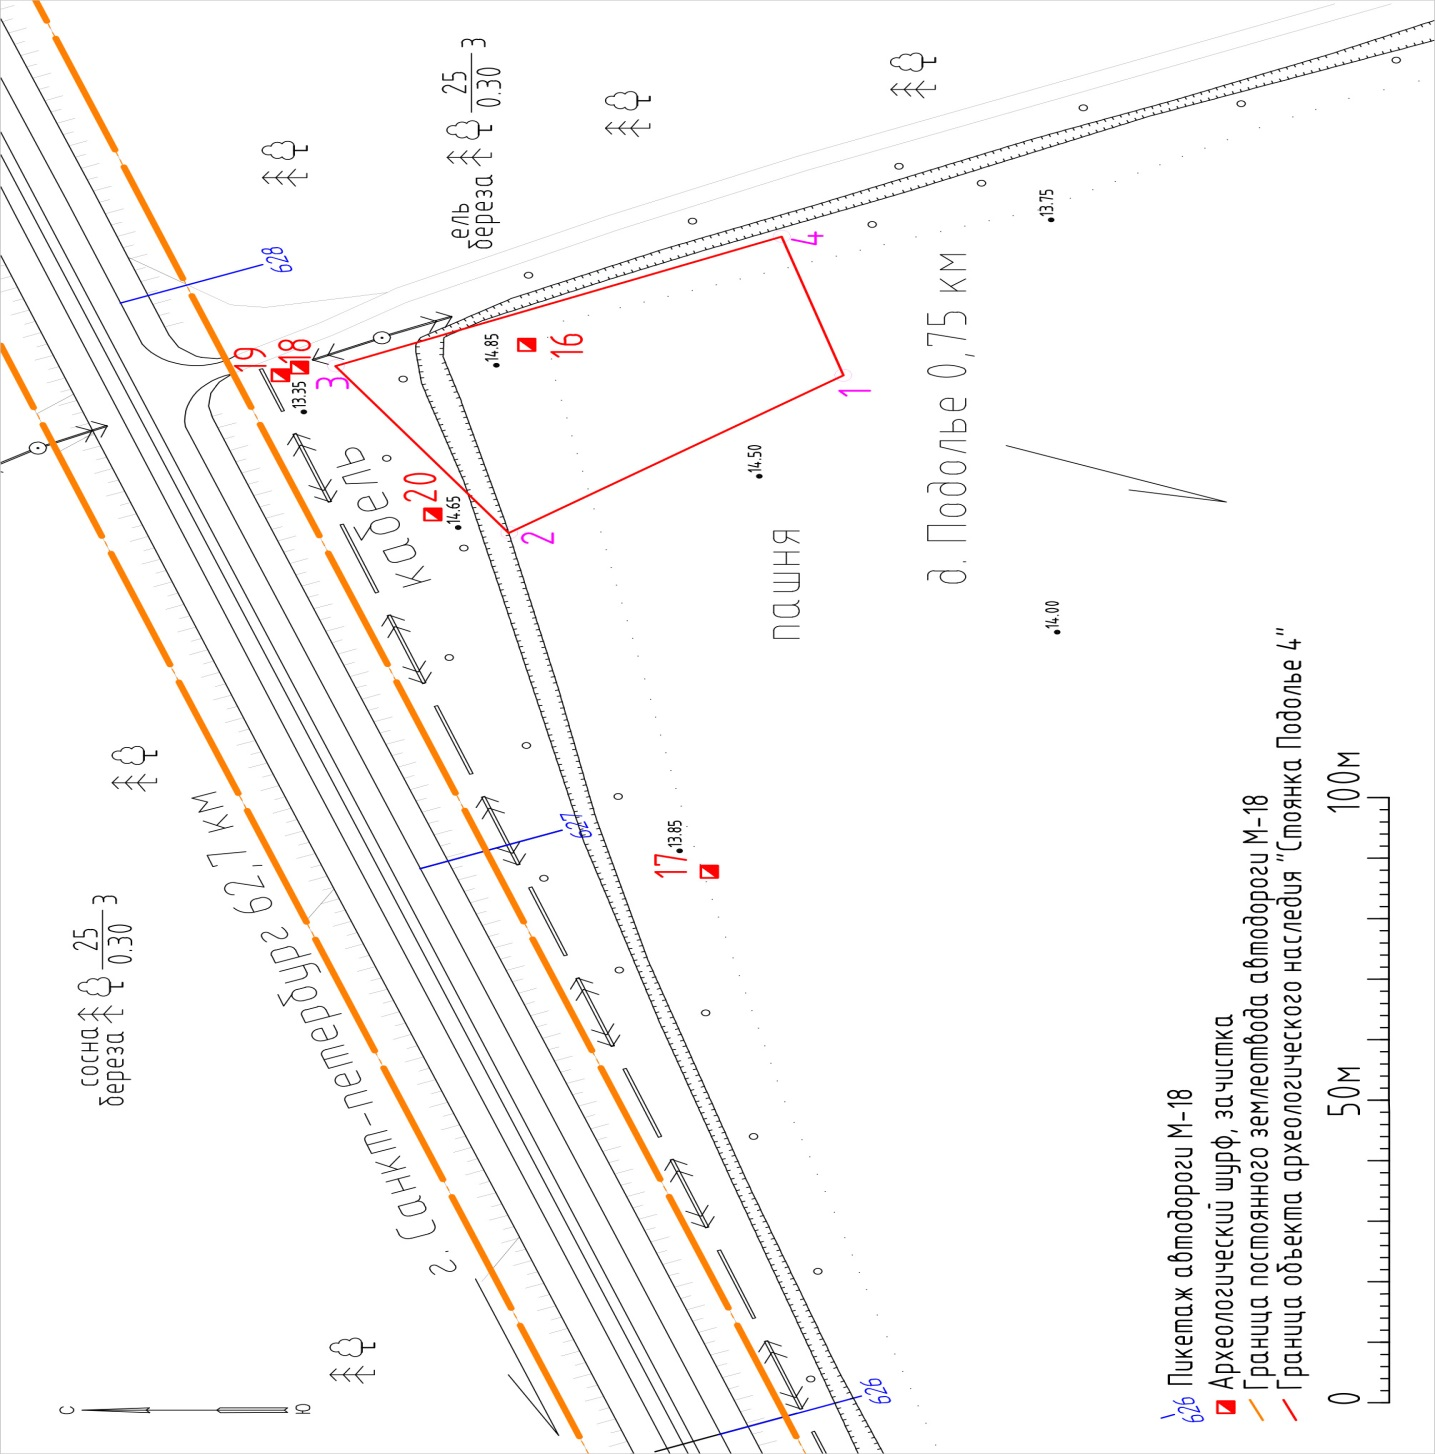 628
ель
береза
25
0.30
3
19
18
13.35
3
14.85
16
4
13.75
д. Подолье 0,75 км
кабель
20
14.65
2
1
14.50
пашня
14.00
627
17
13.85
г. Санкт-петербург 62,7 км
сосна
береза
25
0.30
3
626
С
Ю
626 Пикетаж автодороги М-18
Археологический шурф, зачистка
Граница постоянного землеотвода автодороги М-18
Граница объекта археологического наследия "Стоянка Подолье 4"
0 50м 100м